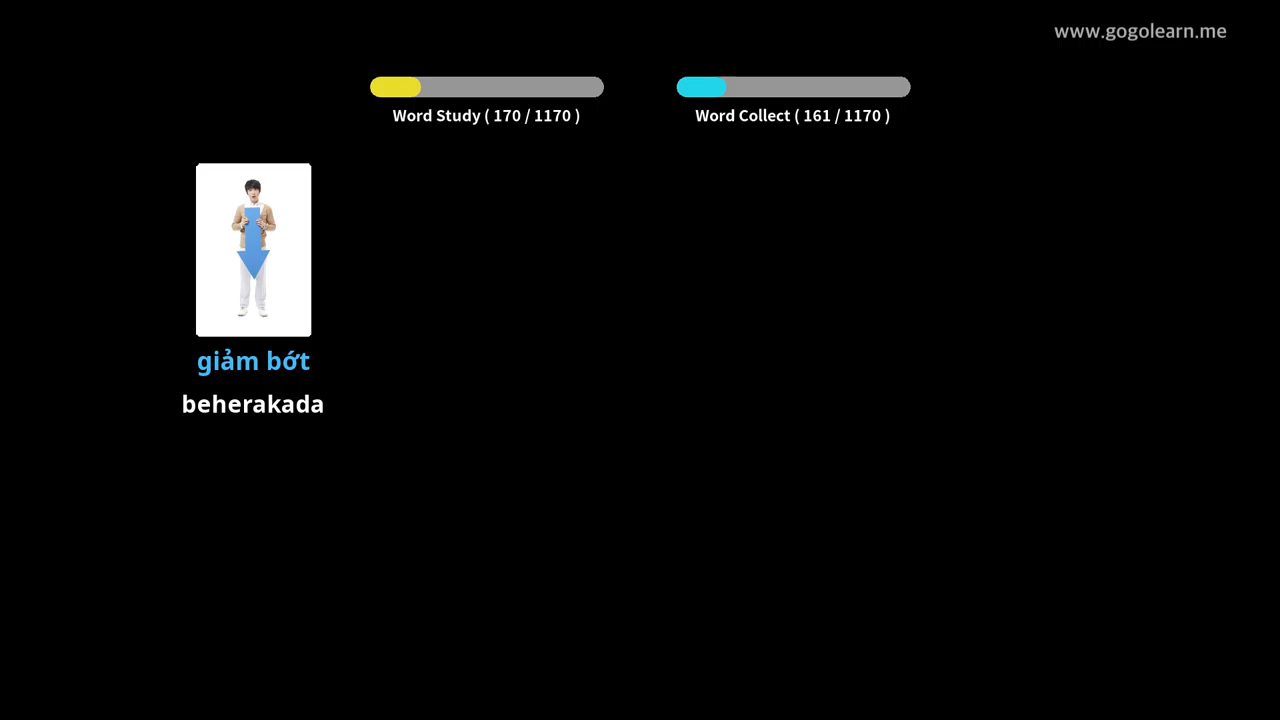 www.gogolearn.me
Word Study ( 170 / 1170 )
Word Collect ( 161 / 1170 )
giảm bớt
beherakada